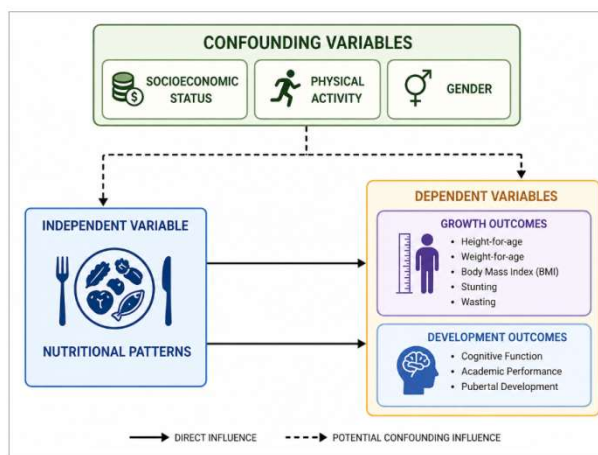 CONFOUNDING VARIABLES
SOCIOECONOMIC
STATUS
PHYSICAL
ACTIVITY
GENDER
INDEPENDENT VARIABLE
NUTRITIONAL PATTERNS
DEPENDENT VARIABLES
GROWTH OUTCOMES
• Height-for-age
• Weight-for-age
• Body Mass Index (BMI)
• Stunting
• Wasting
DEVELOPMENT OUTCOMES
• Cognitive Function
• Academic Performance
• Pubertal Development
DIRECT INFLUENCE
POTENTIAL CONFOUNDING INFLUENCE